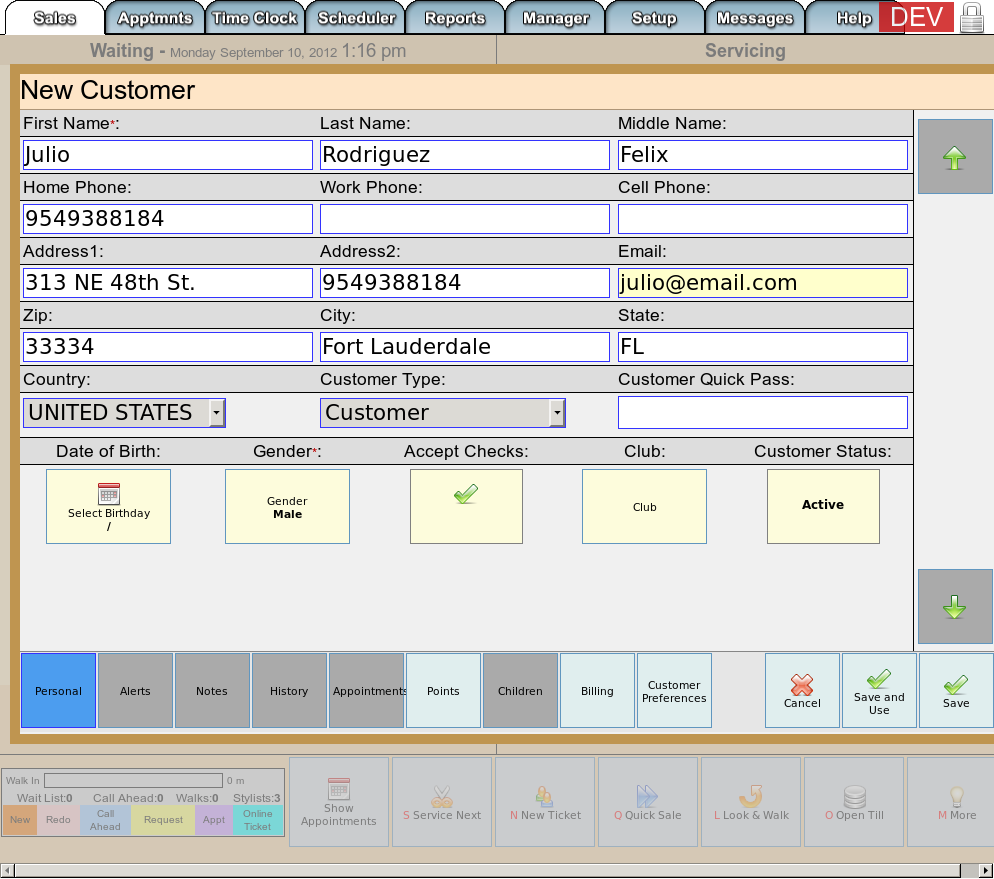 Sales Apptmnts Time Clock Scheduler Reports Manager Setup Messages Help DEV
Waiting - Monday September 10, 2012 1:16 pm Servicing
New Customer
First Name*: Last Name: Middle Name:
Julio Rodriguez Felix
Home Phone: Work Phone: Cell Phone:
9549388184
Address1: Address2: Email:
313 NE 48th St. 9549388184 julio@email.com
Zip: City: State:
33334 Fort Lauderdale FL
Country: Customer Type: Customer Quick Pass:
UNITED STATES Customer
Date of Birth: Gender*: Accept Checks: Club: Customer Status:
Select Birthday
/
Gender
Male
Club
Active
Personal Alerts Notes History Appointments Points Children Billing
Customer
Preferences
Cancel
Save and
Use
Save
Walk In 0 m
Wait List:0 Call Ahead:0 Walks:0 Stylists:3
New Redo
Call
Ahead
Request Appt
Online
Ticket
Show
Appointments
S Service Next N New Ticket Q Quick Sale L Look & Walk O Open Till M More